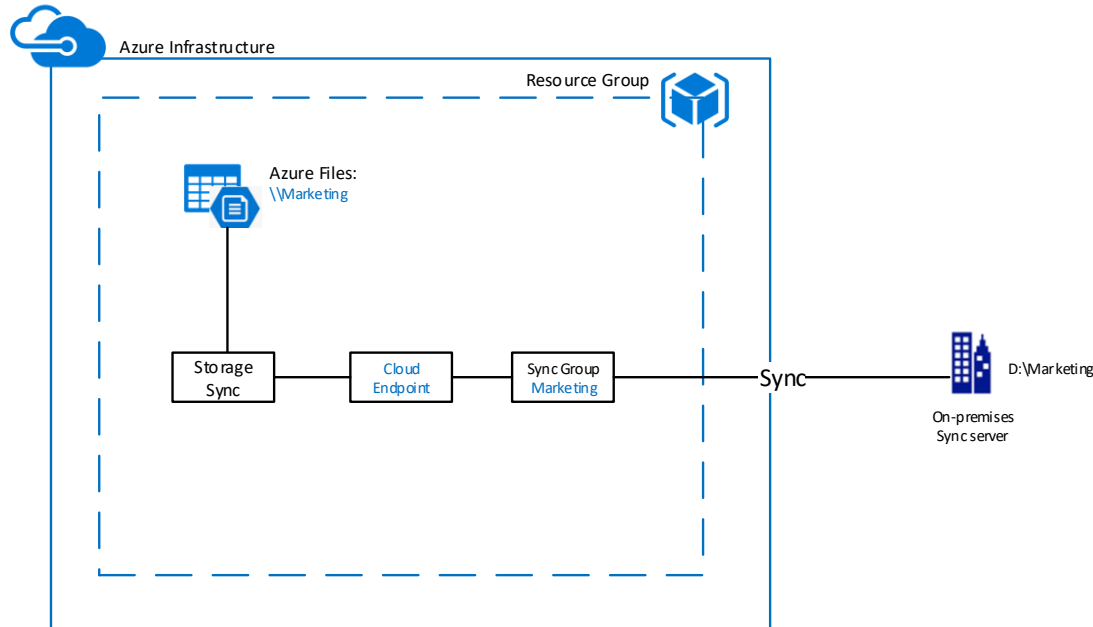 Azure Infrastructure
Resource Group
Azure Files:
\\Marketing
Storage
Sync
Cloud
Endpoint
Sync Group
Marketing
Sync
D:\Marketing
On-premises
Sync server